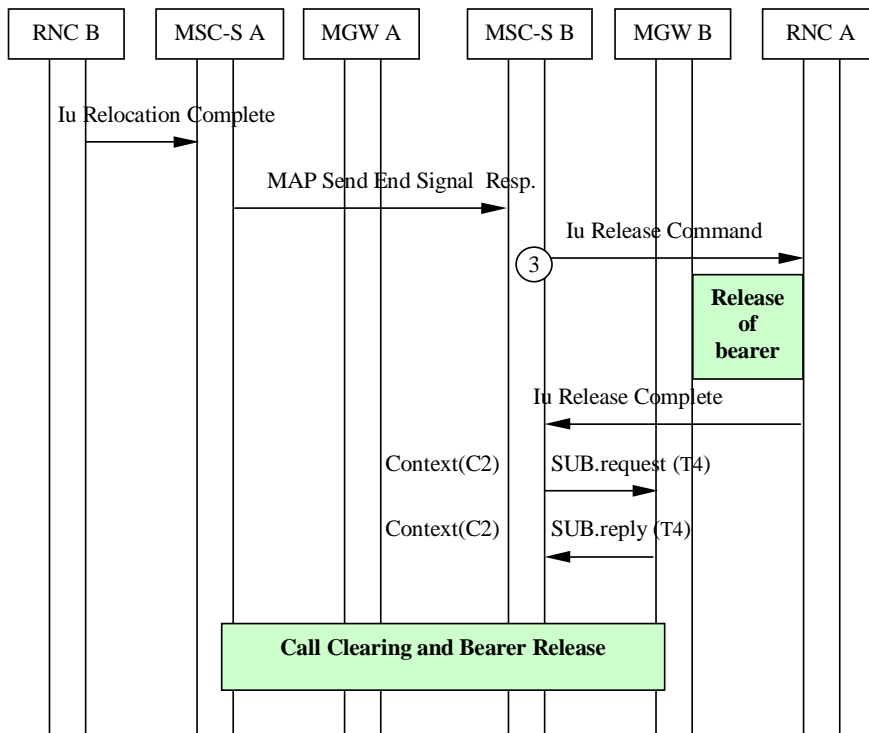 RNC B
MSC-S A
MGW A
MSC-S B
MGW B
RNC A
Iu Relocation Complete
MAP Send End Signal Resp.
Iu Release Command
3
Release
of
bearer
Iu Release Complete
Context(C2) SUB.request (T4)
Context(C2) SUB.reply (T4)
Call Clearing and Bearer Release